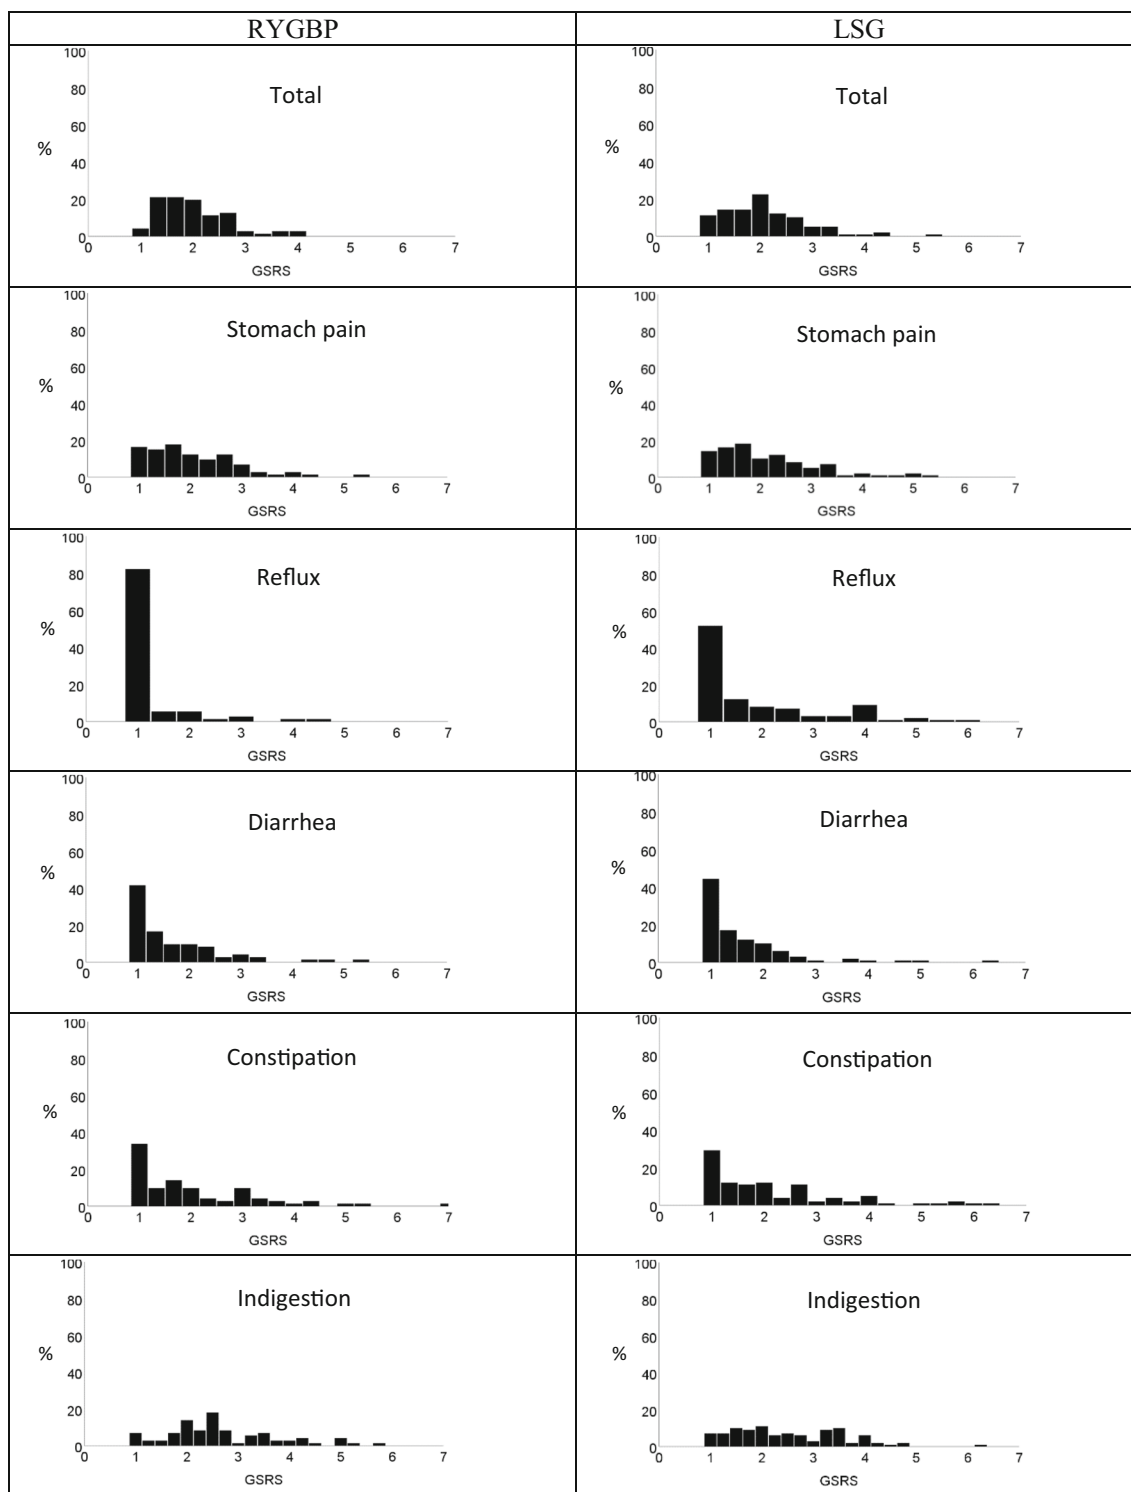 RYGBP LSG
100 100
Total Total
80 80
60 60
% %
40 40
20 20
0 0
0 1 2 3 4 5 6 7 0 1 2 3 4 5 6 7
GSRS GSRS
100 100
Stomach pain Stomach pain
80 80
60 60
% %
40 40
20 20
0 0
0 1 2 3 4 5 6 7 0 1 2 3 4 5 6 7
GSRS GSRS
100 100
Reflux Reflux
80 80
60 60
% %
40 40
20 20
0 0
0 1 2 3 4 5 6 7 0 1 2 3 4 5 6 7
GSRS GSRS
100 100
Diarrhea Diarrhea
80 80
60 60
% %
40 40
20 20
0 0
0 1 2 3 4 5 6 7 0 1 2 3 4 5 6 7
GSRS GSRS
100 100
Constipation Constipation
80 80
60 60
% %
40 40
20 20
0 0
0 1 2 3 4 5 6 7 0 1 2 3 4 5 6 7
GSRS GSRS
100 100
Indigestion Indigestion
80 80
60 60
% %
40 40
20 20
0 0
0 1 2 3 4 5 6 7 0 1 2 3 4 5 6 7
GSRS GSRS